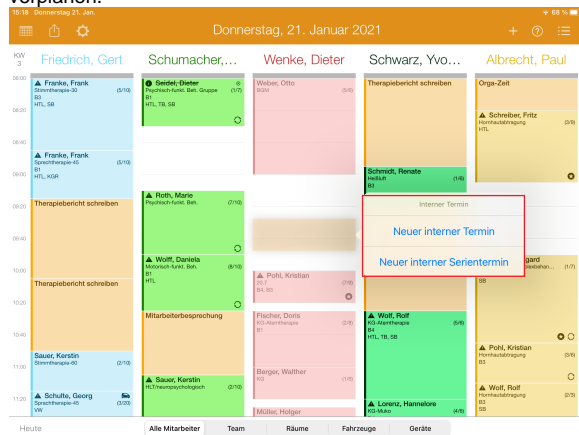 vorplanen.
15:18 Donnerstag 21. Jan.
68 %
Donnerstag, 21. Januar 2021
KW
3
Friedrich, Gert
Schumacher,...
Wenke, Dieter
Schwarz, Yvo...
Albrecht, Paul
08:00
08:20
08:40
09:00
09:20
09:40
10:00
10:20
10:40
11:00
11:20
Franke, Frank
Stimmtherapie-30 (5/10)
B3
HTL, SB
Franke, Frank
Sprechtherapie-45 (5/10)
B1
HTL, KGR
Therapiebericht schreiben
Therapiebericht schreiben
Sauer, Kerstin
Stimmtherapie-60 (2/10)
Schulte, Georg
Sprachtherapie-45 (3/20)
VW
Seidel, Dieter
Psychisch-funkt. Beh. Gruppe (1/7)
B1
HTL, TB, SB
Roth, Marie
Psychisch-funkt. Beh. (7/10)
Wolff, Daniela
Motorisch-funkt. Beh. (8/10)
B1
HTL
Mitarbeiterbesprechung
Sauer, Kerstin
HLT/neuropsychologisch (2/10)
Weber, Otto
BGM (6/6)
Pohl, Kristian
(7/9)
B4, B3
Fischer, Doris
KG-Atemtherapie (2/6)
B1
Berger, Walther
KG (1/6)
Müller, Holger
Therapiebericht schreiben
Schmidt, Renate
Heißluft (1/6)
B3
Wolf, Rolf
KG-Atemtherapie (5/6)
B4
HTL, TB, SB
Lorenz, Hannelore
KG-Muko (4/6)
Orga-Zeit
Schreiber, Fritz
Hornhautabtragung (3/9)
HTL
gard
(1/7)
SB
Pohl, Kristian
Hornhautabtragung (3/6)
B3
Wolf, Rolf
Hornhautabtragung (2/3)
B3
SB
Interner Termin
Neuer interner Termin
Neuer interner Serientermin
Heute
Alle Mitarbeiter
Team
Räume
Fahrzeuge
Geräte